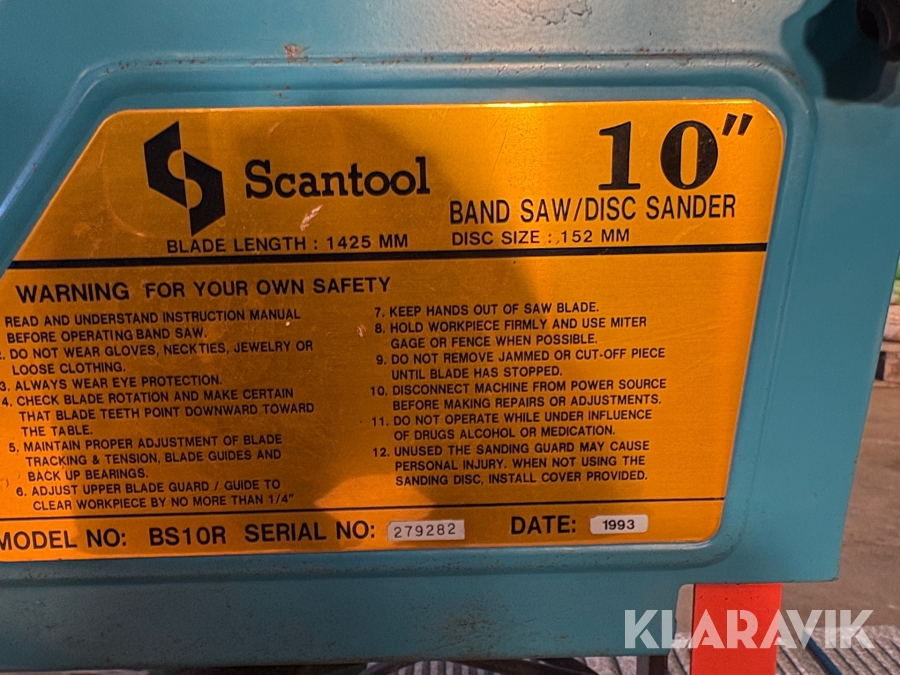 Scantool
10"
BAND SAW/DISC SANDER
BLADE LENGTH : 1425 MM
DISC SIZE : 152 MM
WARNING FOR YOUR OWN SAFETY
READ AND UNDERSTAND INSTRUCTION MANUAL
BEFORE OPERATING BAND SAW.
2. DO NOT WEAR GLOVES, NECKTIES, JEWELRY OR
LOOSE CLOTHING.
3. ALWAYS WEAR EYE PROTECTION.
4. CHECK BLADE ROTATION AND MAKE CERTAIN
THAT BLADE TEETH POINT DOWNWARD TOWARD
THE TABLE.
5, MAINTAIN PROPER ADJUSTMENT OF BLADE
TRACKING & TENSION, BLADE GUIDES AND
BACK UP BEARINGS.
6. ADJUST UPPER BLADE GUARD / GUIDE TO
CLEAR WORKPIECE BY NO MORE THAN 1/4"
7. KEEP HANDS OUT OF SAW BLADE.
8. HOLD WORKPIECE FIRMLY AND USE MITER
GAGE OR FENCE WHEN POSSIBLE.
9. DO NOT REMOVE JAMMED OR CUT-OFF PIECE
UNTIL BLADE HAS STOPPED.
10. DISCONNECT MACHINE FROM POWER SOURCE
BEFORE MAKING REPAIRS OR ADJUSTMENTS.
11. DO NOT OPERATE WHILE UNDER INFLUENCE
OF DRUGS ALCOHOL OR MEDICATION.
12. UNUSED THE SANDING GUARD MAY CAUSE
PERSONAL INJURY. WHEN NOT USING THE
SANDING DISC, INSTALL COVER PROVIDED.
MODEL NO: BS10R SERIAL NO: 279282 DATE: 1993
KLARAVIK